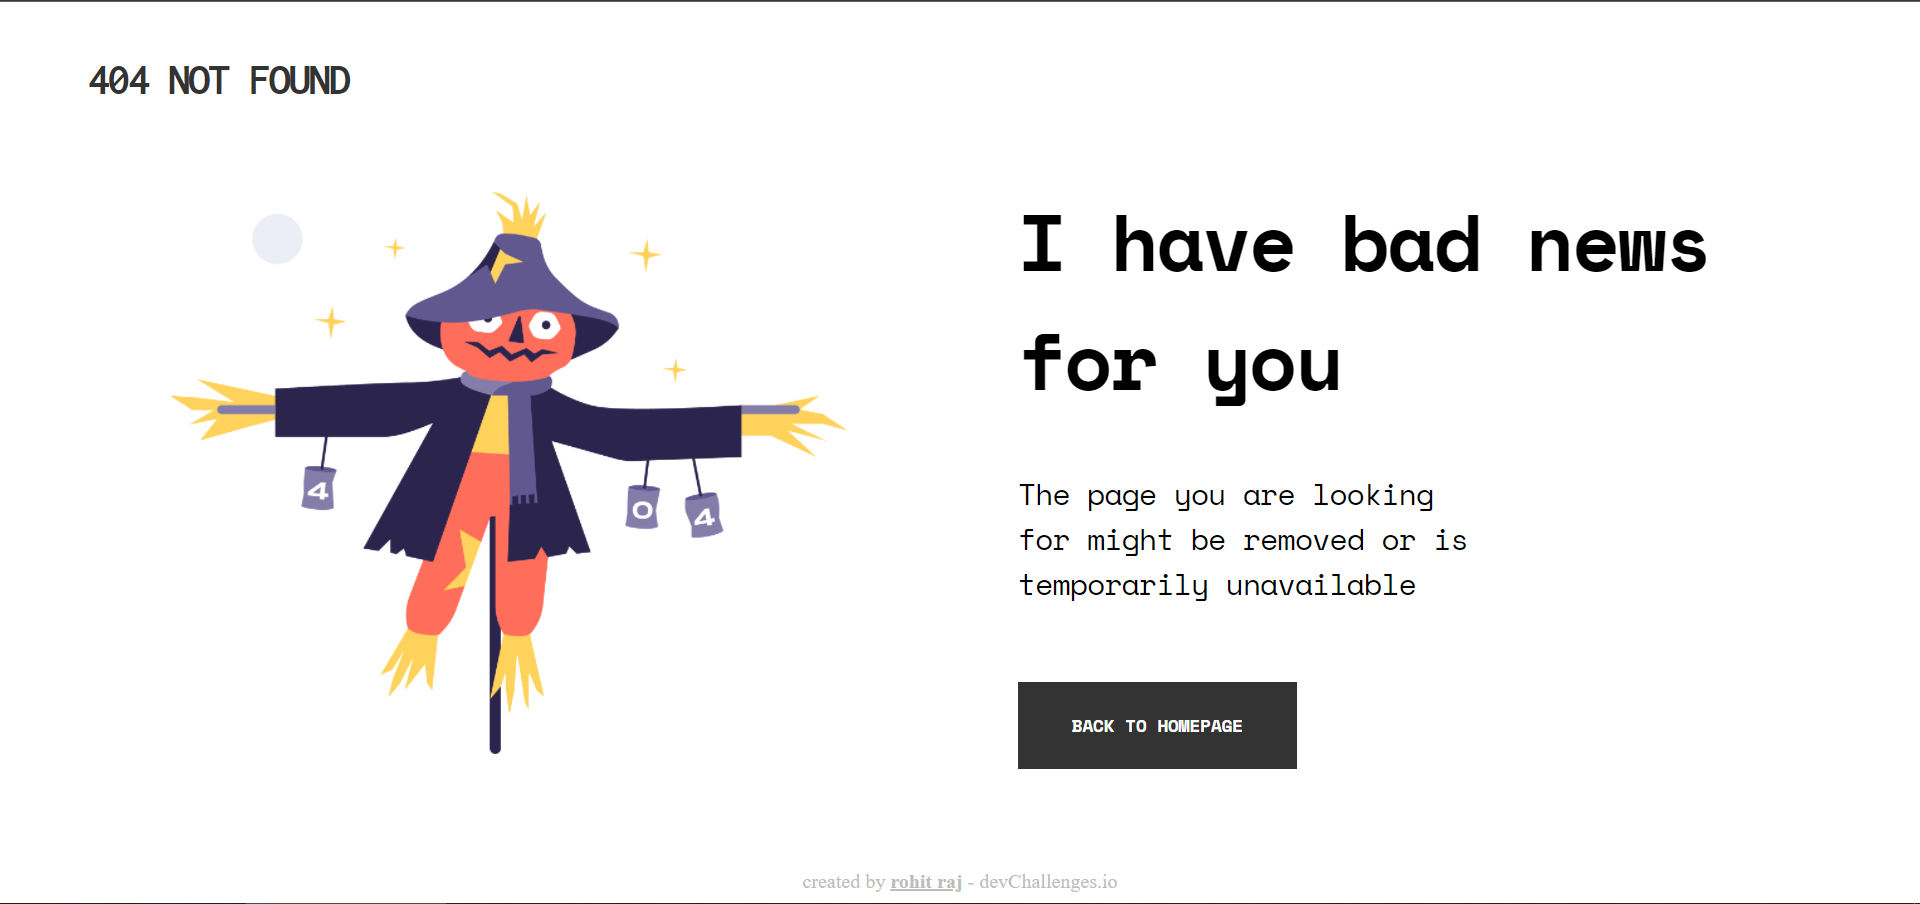 404 NOT FOUND
4
0
4
I have bad news
for you
The page you are looking
for might be removed or is
temporarily unavailable
BACK TO HOMEPAGE
created by rohit raj - devChallenges.io